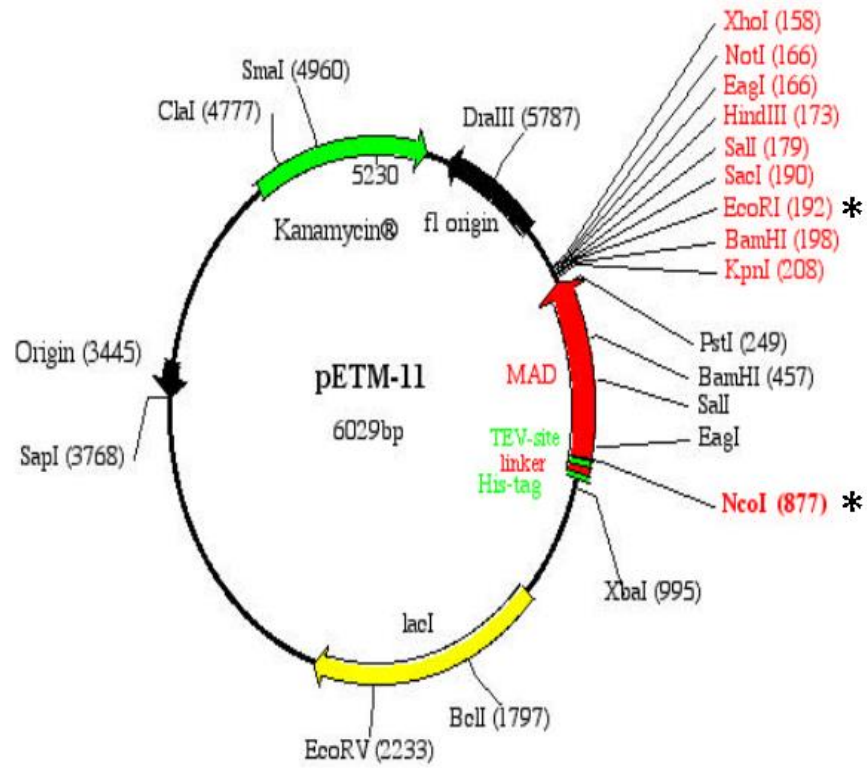 XhoI (158)
NotI (166)
EagI (166)
HindIII (173)
SalI (179)
SacI (190)
EcoRI (192) *
BamHI (198)
KpnI (208)
SmaI (4960)
ClaI (4777)
DraIII (5787)
5230
Kanamycin®
f1 origin
Origin (3445)
pETM-11
6029bp
SapI (3768)
MAD
PstI (249)
BamHI (457)
SalI
EagI
TEV-site
linker
His-tag
NcoI (877) *
XbaI (995)
lacI
BclI (1797)
EcoRV (2233)